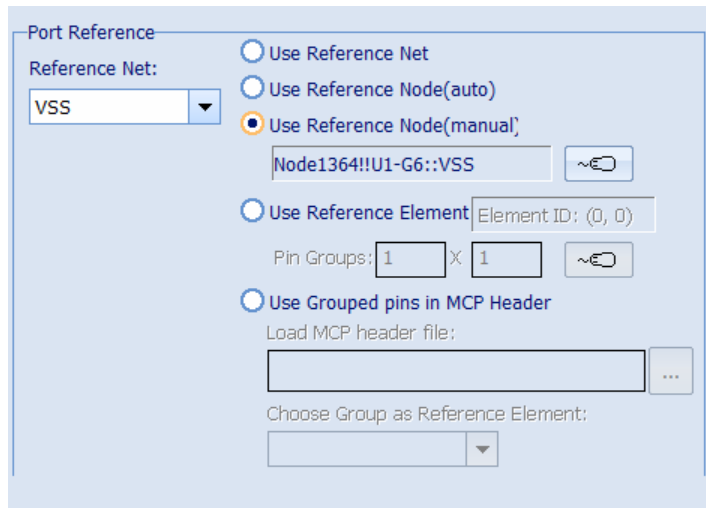 Port Reference
Reference Net:
VSS
Use Reference Net
Use Reference Node(auto)
Use Reference Node(manual)
Node1364!!U1-G6::VSS
Use Reference Element Element ID: (0, 0)
Pin Groups: 1 X 1
Use Grouped pins in MCP Header
Load MCP header file:
...
Choose Group as Reference Element: